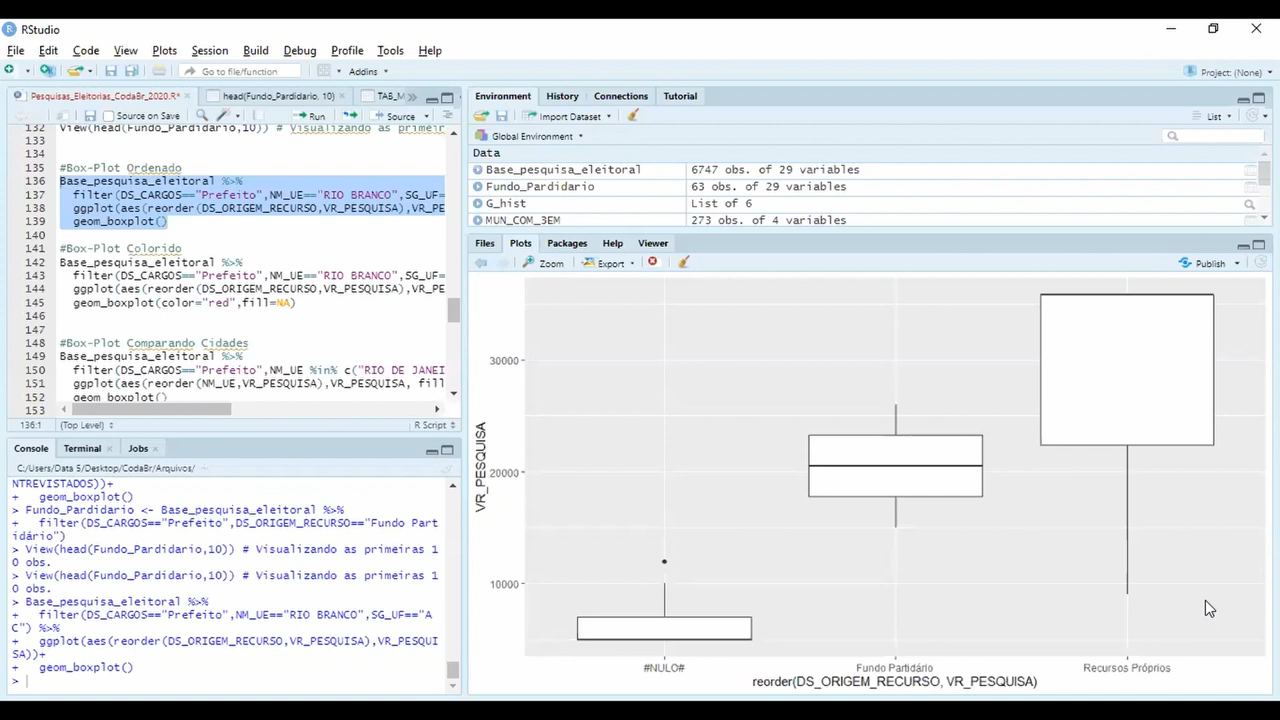 RStudio
File Edit Code View Plots Session Build Debug Profile Tools Help
Go to file/function Addins Project: (None)
Pesquisas_Eleitorias_CodaBr_2020.R* head(Fundo_Pardidario, 10) TAB_M
Source on Save Run Source
132 View(head(Fundo_Pardidario,10)) # Visualizando as primeir
133
134
135 #Box-Plot Ordenado
136 Base_pesquisa_eleitoral %>%
137 filter(DS_CARGOS=="Prefeito",NM_UE=="RIO BRANCO",SG_UF=
138 ggplot(aes(reorder(DS_ORIGEM_RECURSO,VR_PESQUISA),VR_PE
139 geom_boxplot()
140
141 #Box-Plot Colorido
142 Base_pesquisa_eleitoral %>%
143 filter(DS_CARGOS=="Prefeito",NM_UE=="RIO BRANCO",SG_UF=
144 ggplot(aes(reorder(DS_ORIGEM_RECURSO,VR_PESQUISA),VR_PE
145 geom_boxplot(color="red",fill=NA)
146
147
148 #Box-Plot Comparando Cidades
149 Base_pesquisa_eleitoral %>%
150 filter(DS_CARGOS=="Prefeito",NM_UE %in% c("RIO DE JANEI
151 ggplot(aes(reorder(NM_UE,VR_PESQUISA),VR_PESQUISA, fill
152 geom_boxplot()
153
136:1 (Top Level) R Script
Console Terminal Jobs
C:/Users/Data 5/Desktop/CodaBr/Arquivos/
NTREVISTADOS))+
+ geom_boxplot()
> Fundo_Pardidario <- Base_pesquisa_eleitoral %>%
+ filter(DS_CARGOS=="Prefeito",DS_ORIGEM_RECURSO=="Fundo Part
idário")
> View(head(Fundo_Pardidario,10)) # Visualizando as primeiras 1
0 obs.
> View(head(Fundo_Pardidario,10)) # Visualizando as primeiras 1
0 obs.
> Base_pesquisa_eleitoral %>%
+ filter(DS_CARGOS=="Prefeito",NM_UE=="RIO BRANCO",SG_UF=="A
C") %>%
+ ggplot(aes(reorder(DS_ORIGEM_RECURSO,VR_PESQUISA),VR_PESQUI
SA))+
+ geom_boxplot()
>
Environment History Connections Tutorial
Import Dataset List
Global Environment
Data
Base_pesquisa_eleitoral 6747 obs. of 29 variables
Fundo_Pardidario 63 obs. of 29 variables
G_hist List of 6
MUN_COM_3EM 273 obs. of 4 variables
Files Plots Packages Help Viewer
Zoom Export Publish
VR_PESQUISA
30000
20000
10000
#NULO# Fundo Partidário Recursos Próprios
reorder(DS_ORIGEM_RECURSO, VR_PESQUISA)